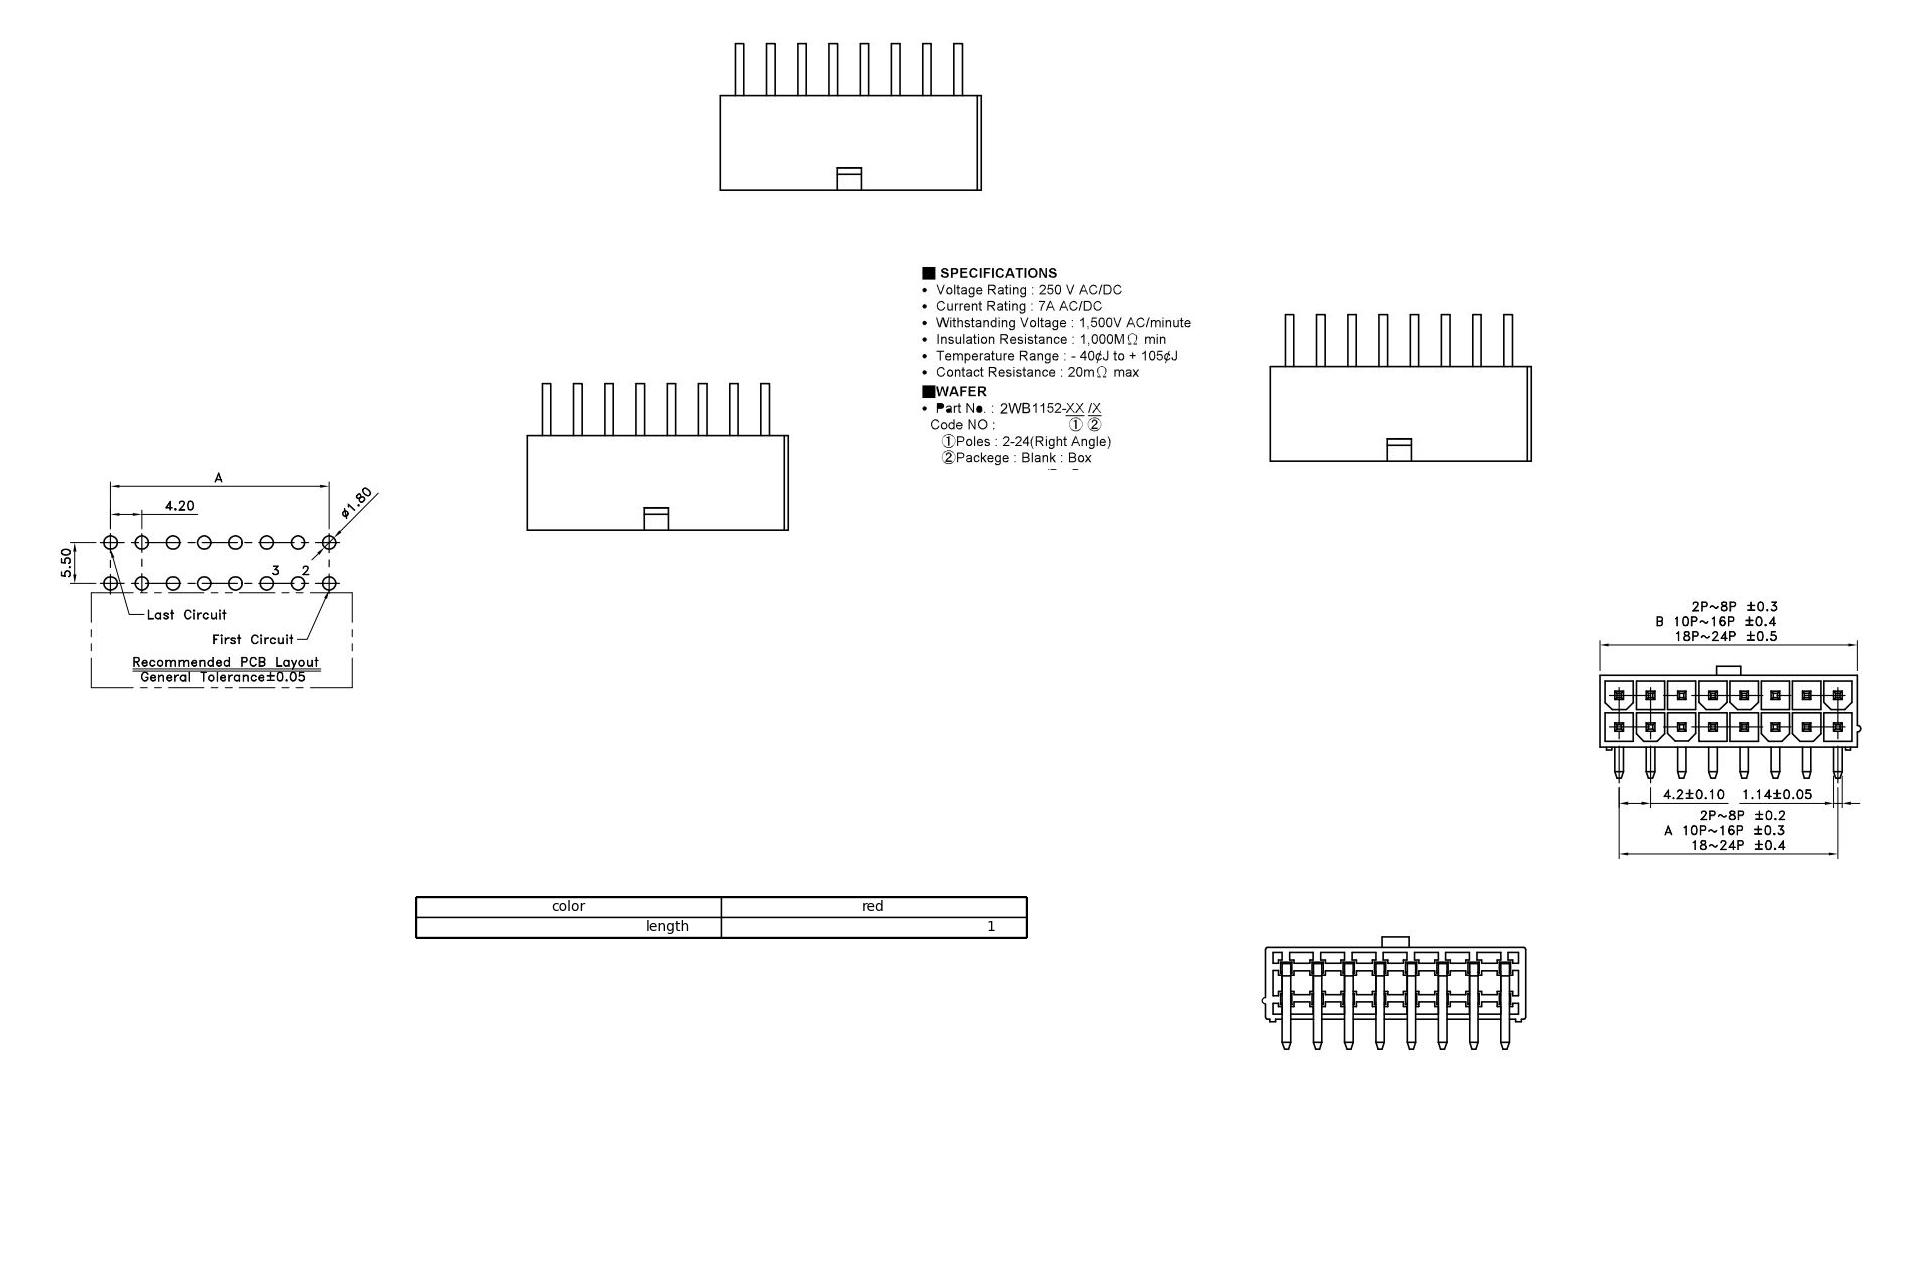 ■ SPECIFICATIONS
• Voltage Rating : 250 V AC/DC
• Current Rating : 7A AC/DC
• Withstanding Voltage : 1,500V AC/minute
• Insulation Resistance : 1,000MΩ min
• Temperature Range : - 40¢J to + 105¢J
• Contact Resistance : 20mΩ max
■WAFER
• Part No. : 2WB1152-XX /X
Code NO : ① ②
①Poles : 2-24(Right Angle)
②Packege : Blank : Box
A
4.20
ø1.80
5.50
3 2
Last Circuit
First Circuit
Recommended PCB Layout
General Tolerance±0.05
2P~8P ±0.3
B 10P~16P ±0.4
18P~24P ±0.5
4.2±0.10 1.14±0.05
2P~8P ±0.2
A 10P~16P ±0.3
18~24P ±0.4
color red
length 1